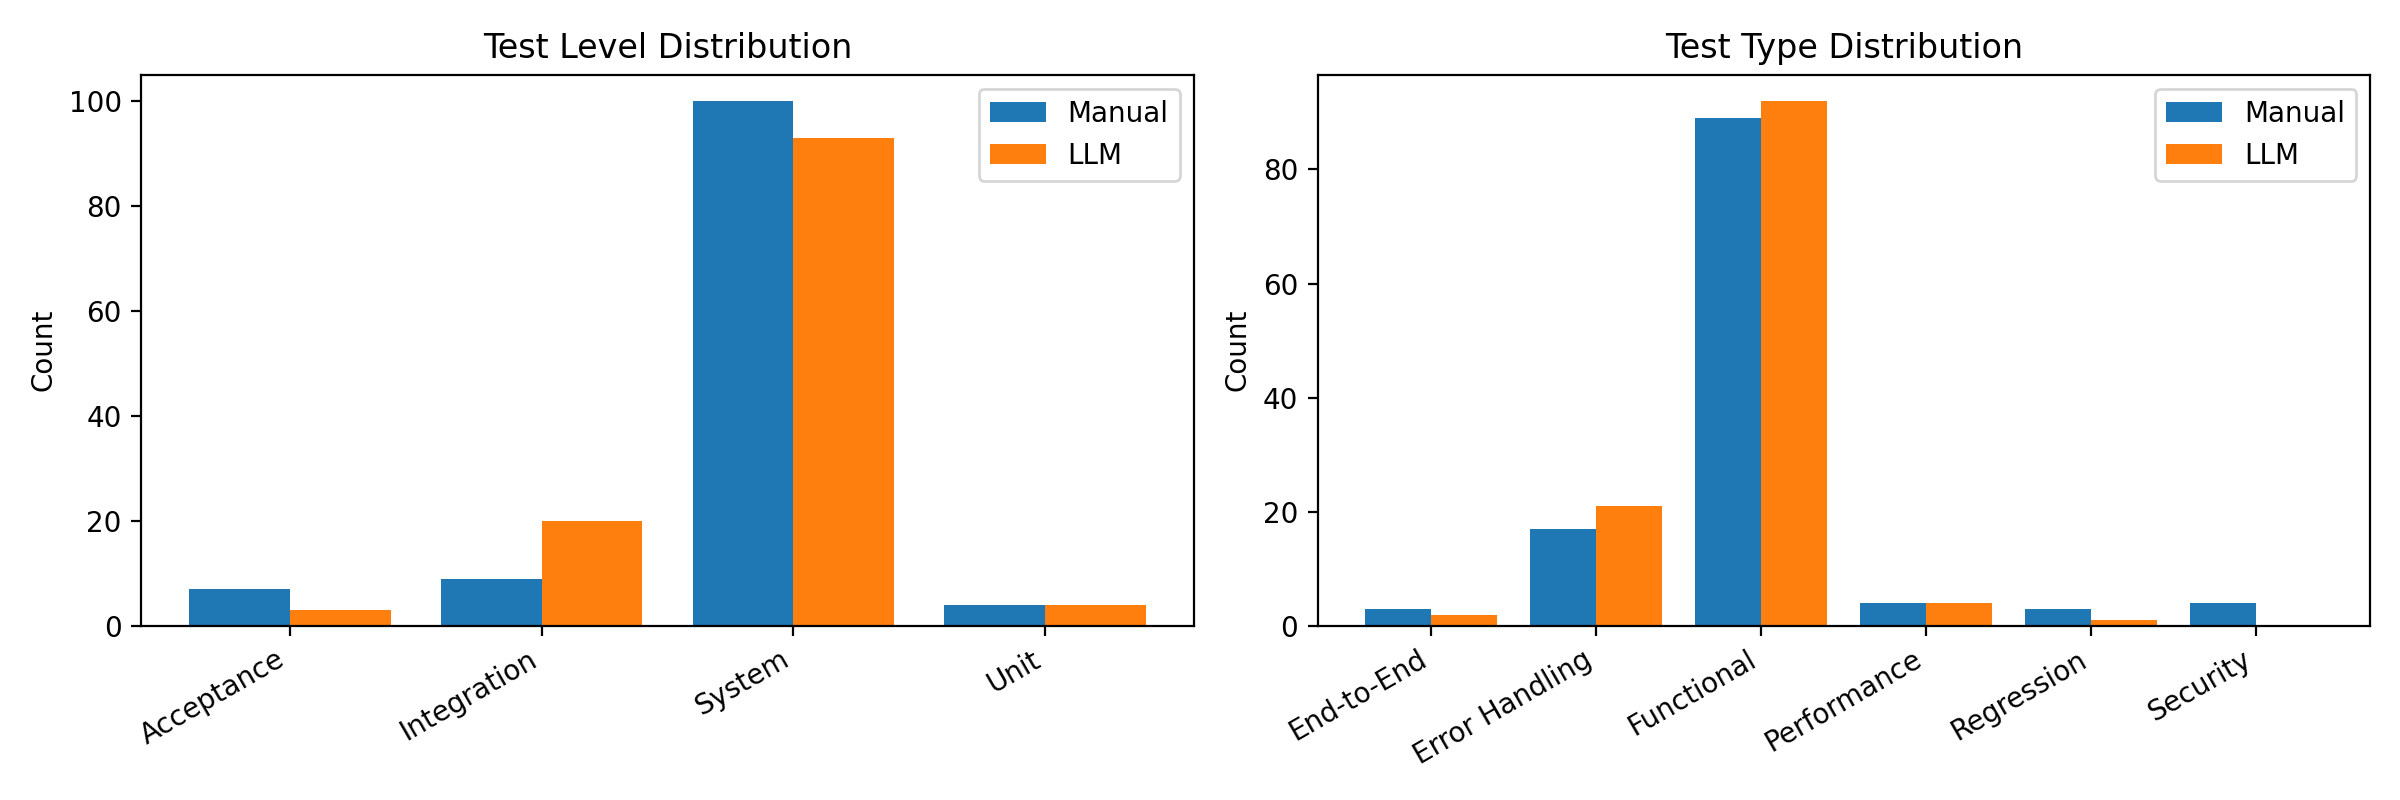 Test Level Distribution
Count
100
80
60
40
20
0
Manual
LLM
Acceptance
Integration
System
Unit
Test Type Distribution
Count
80
60
40
20
0
Manual
LLM
End-to-End
Error Handling
Functional
Performance
Regression
Security